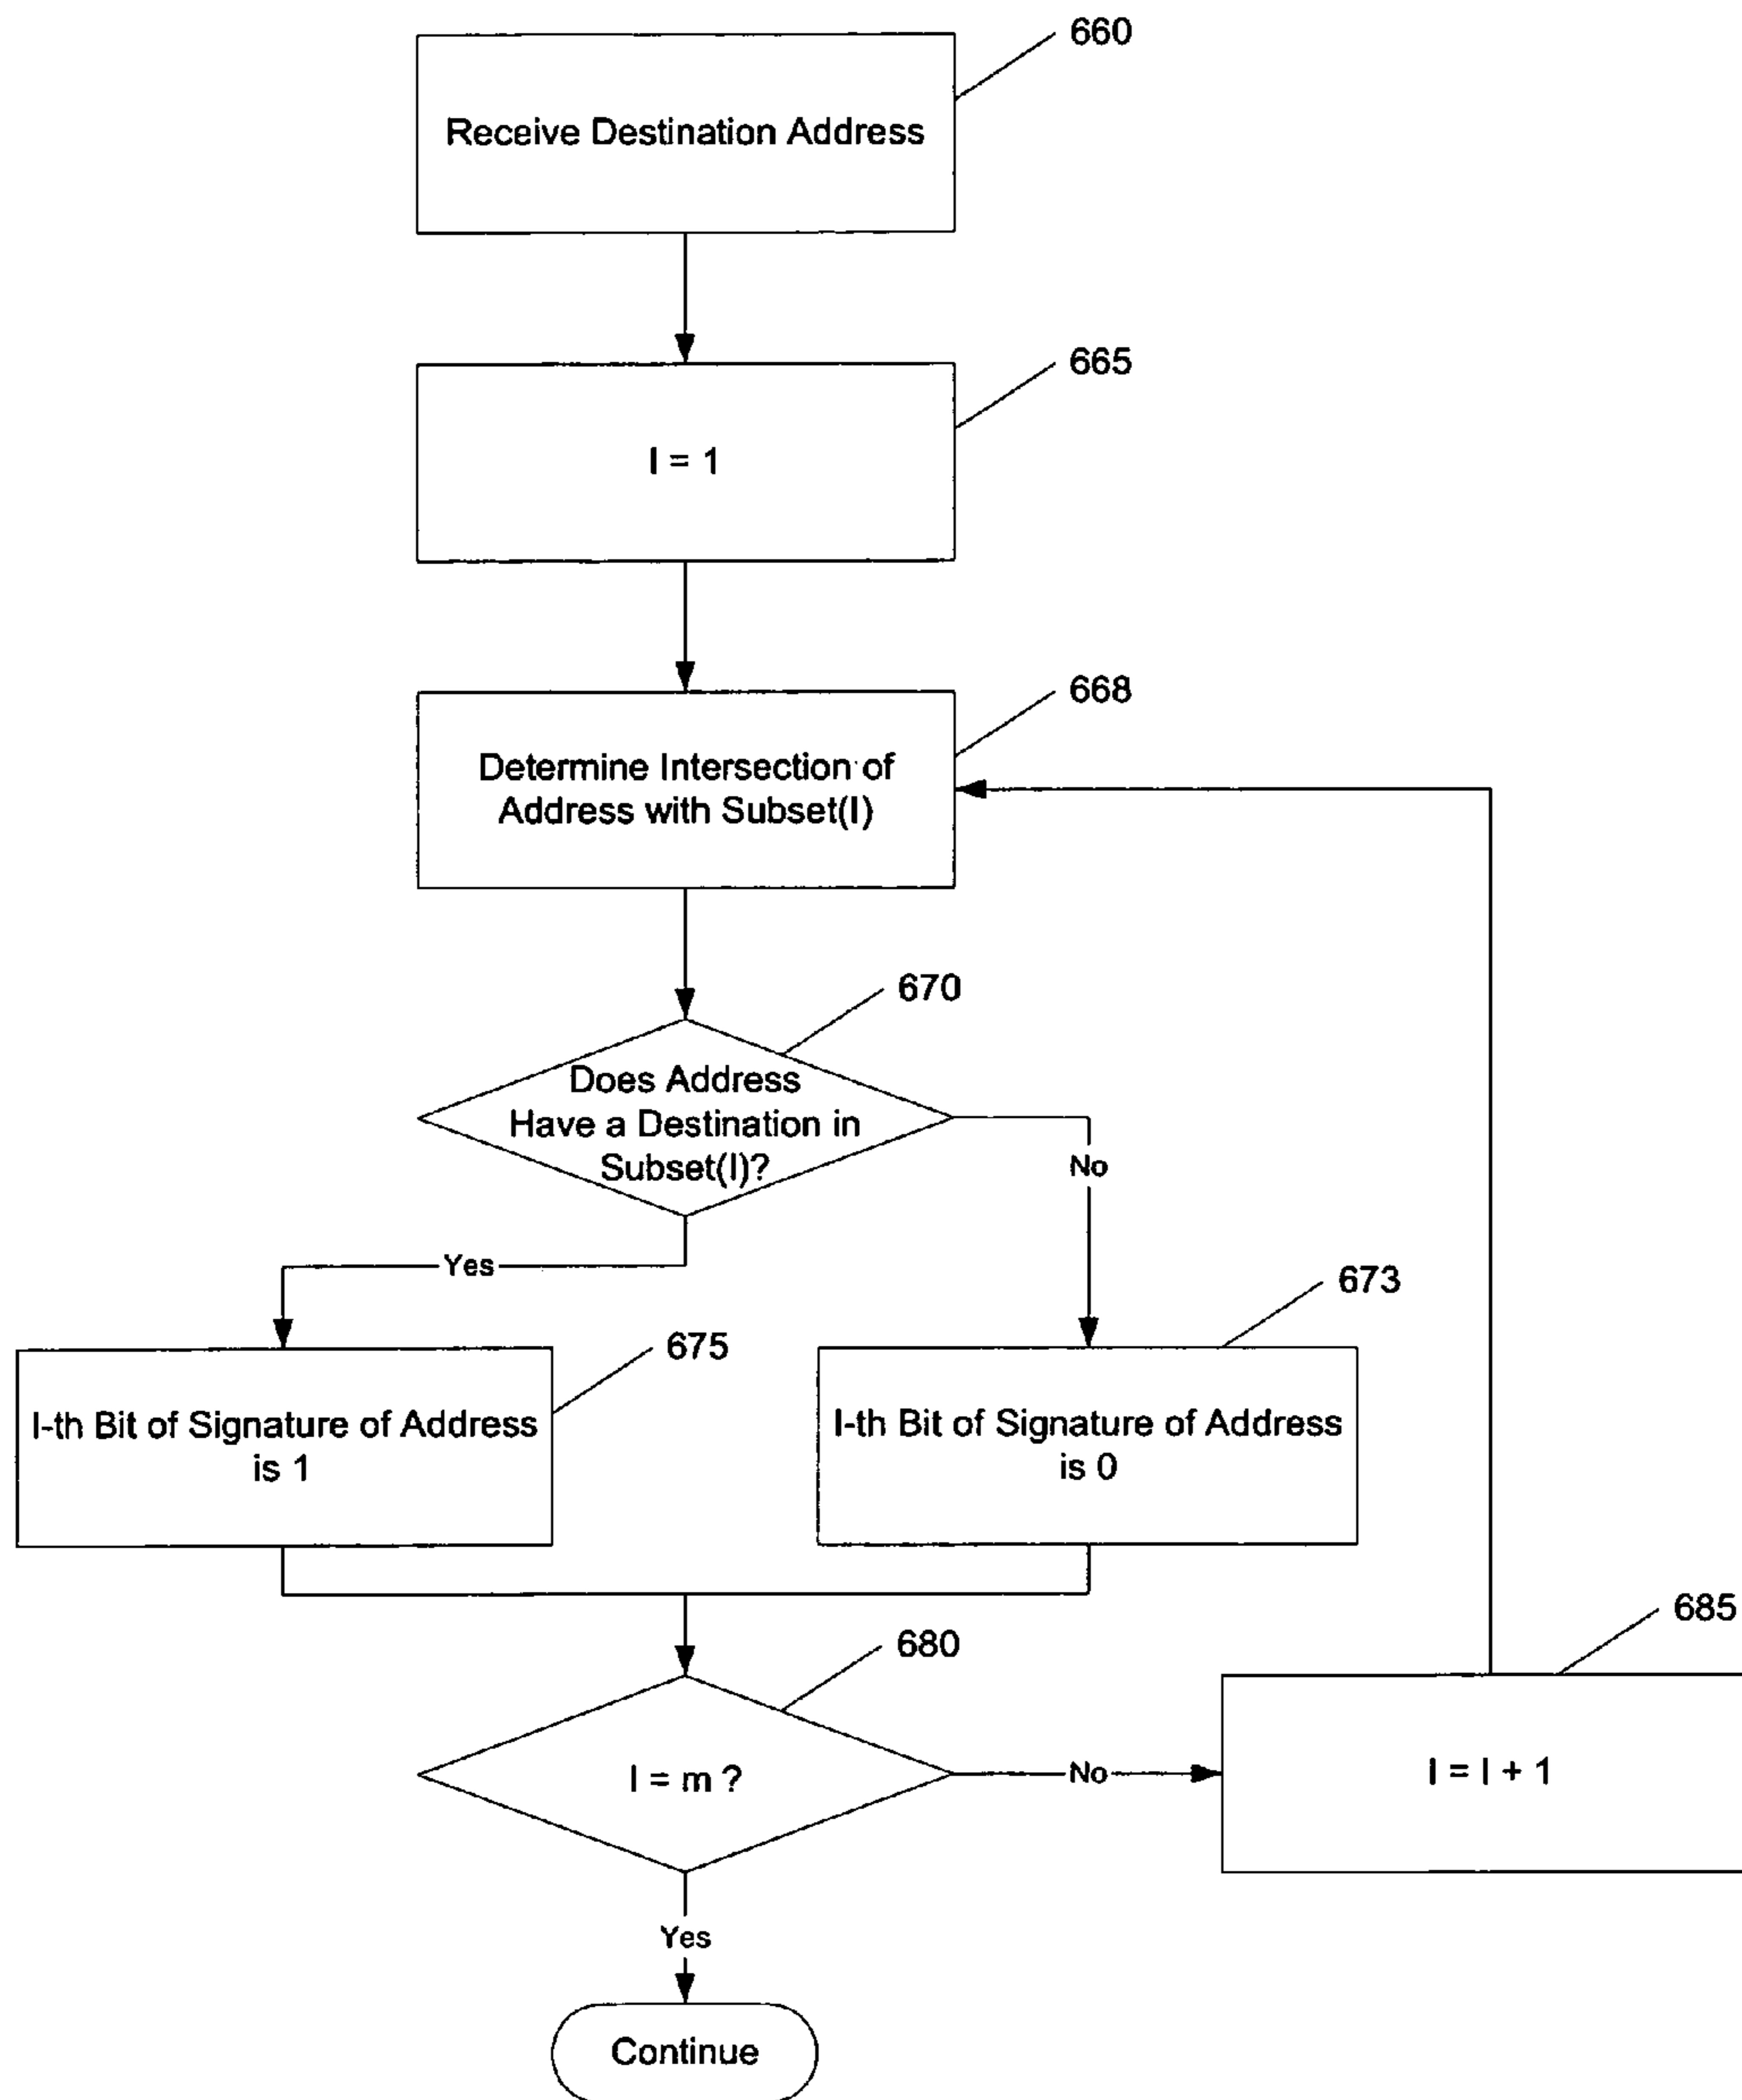 660
Receive Destination Address
665
I = 1
668
Determine Intersection of
Address with Subset(I)
670
Does Address
Have a Destination in
Subset(I)?
No
Yes
673
675
I-th Bit of Signature of Address
is 1
I-th Bit of Signature of Address
is 0
685
680
I = m ?
No
I = I + 1
Yes
Continue